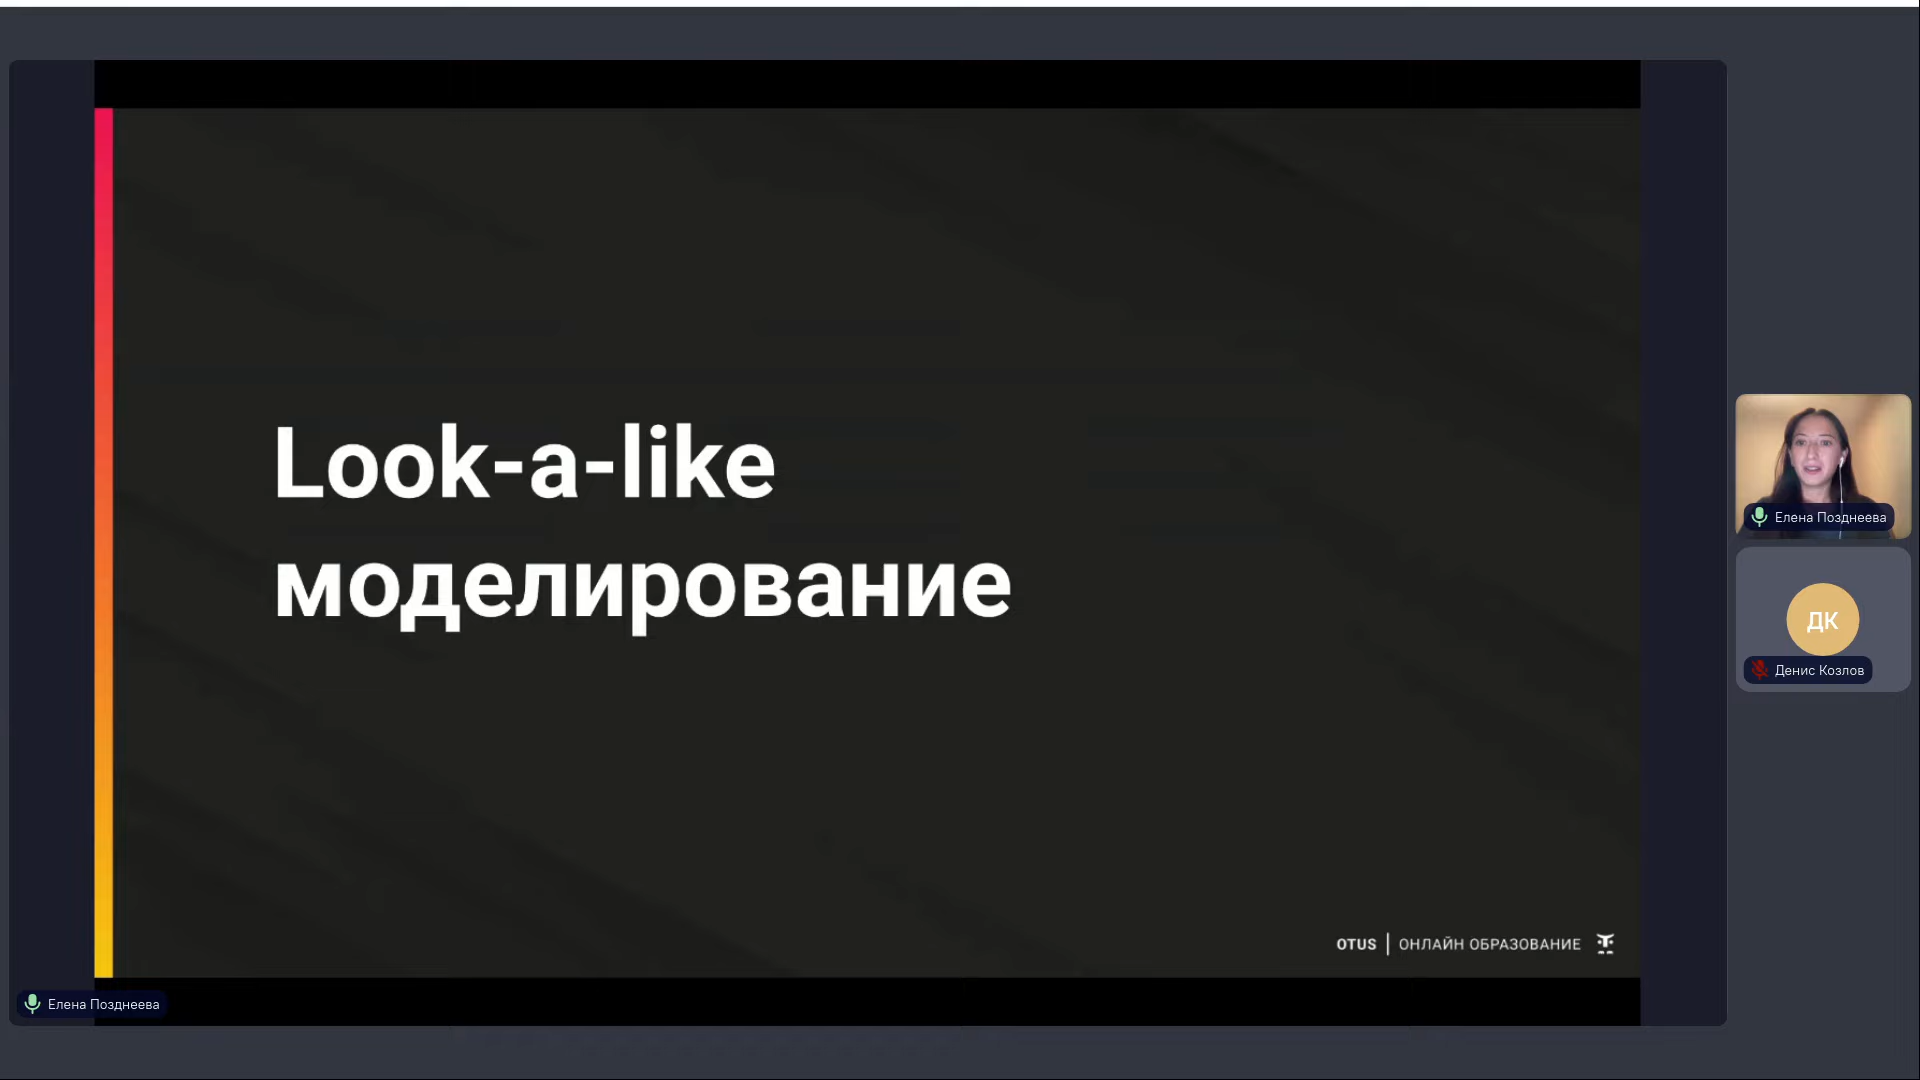 Look-a-like
моделирование
OTUS | ОНЛАЙН ОБРАЗОВАНИЕ
Елена Позднеева
Елена Позднеева
ДК
Денис Козлов